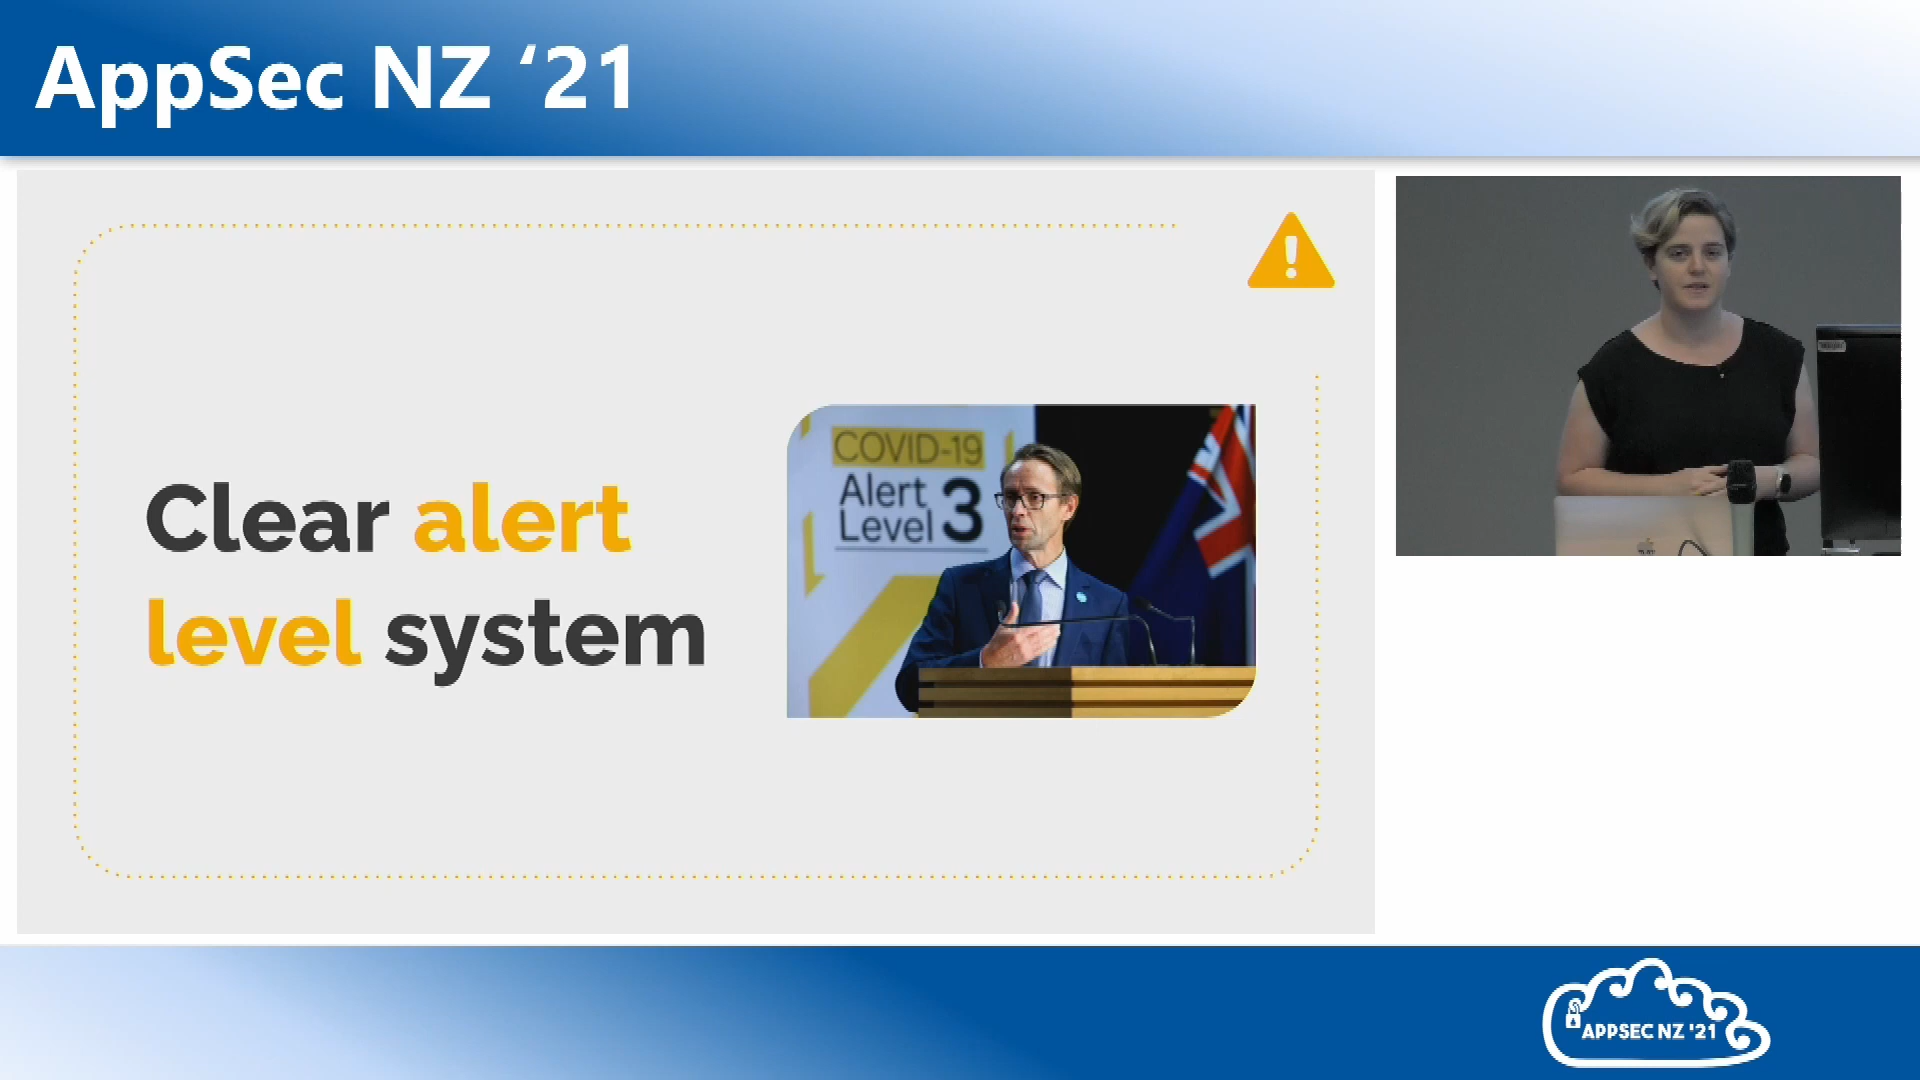 AppSec NZ ‘21
Clear alert
level system
COVID-19
Alert
Level 3
APPSEC NZ '21